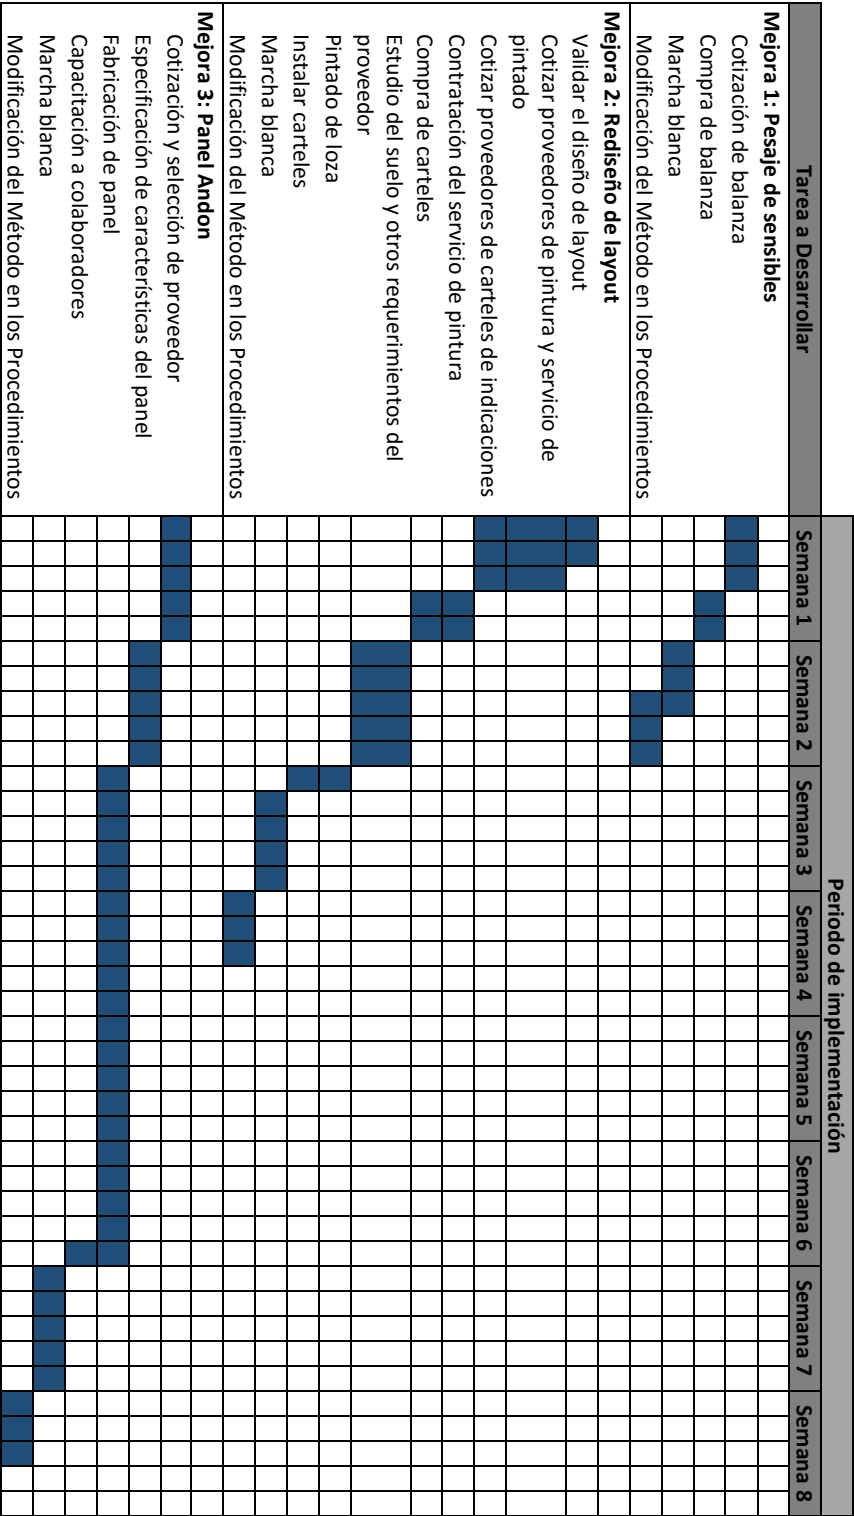 Periodo de implementación
Tarea a Desarrollar
Semana 1
Semana 2
Semana 3
Semana 4
Semana 5
Semana 6
Semana 7
Semana 8
Mejora 1: Pesaje de sensibles
Cotización de balanza
Compra de balanza
Marcha blanca
Modificación del Método en los Procedimientos
Mejora 2: Rediseño de layout
Validar el diseño de layout
Cotizar proveedores de pintura y servicio de
pintado
Cotizar proveedores de carteles de indicaciones
Contratación del servicio de pintura
Compra de carteles
Estudio del suelo y otros requerimientos del
proveedor
Pintado de loza
Instalar carteles
Marcha blanca
Modificación del Método en los Procedimientos
Mejora 3: Panel Andon
Cotización y selección de proveedor
Especificación de características del panel
Fabricación de panel
Capacitación a colaboradores
Marcha blanca
Modificación del Método en los Procedimientos